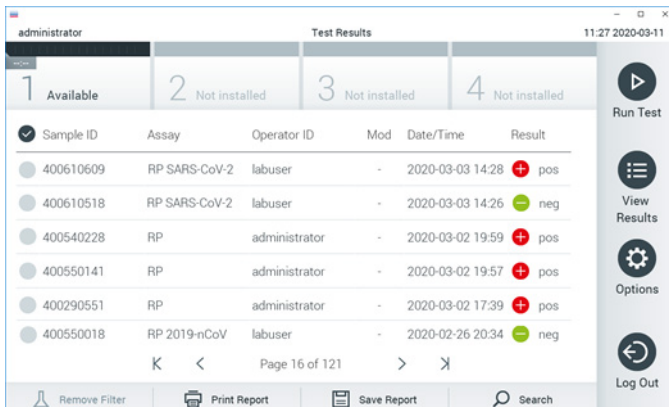 administrator Test Results 11:27 2020-03-11
1 Available 2 Not installed 3 Not installed 4 Not installed
Run Test
Sample ID Assay Operator ID Mod Date/Time Result
400610609 RP SARS-CoV-2 labuser - 2020-03-03 14:28 pos
400610518 RP SARS-CoV-2 labuser - 2020-03-03 14:26 neg
View
Results
400540228 RP administrator - 2020-03-02 19:59 pos
400550141 RP administrator - 2020-03-02 19:57 pos
Options
400290551 RP administrator - 2020-03-02 17:39 pos
400550018 RP 2019-nCoV labuser - 2020-02-26 20:34 neg
Page 16 of 121
Log Out
Remove Filter Print Report Save Report Search